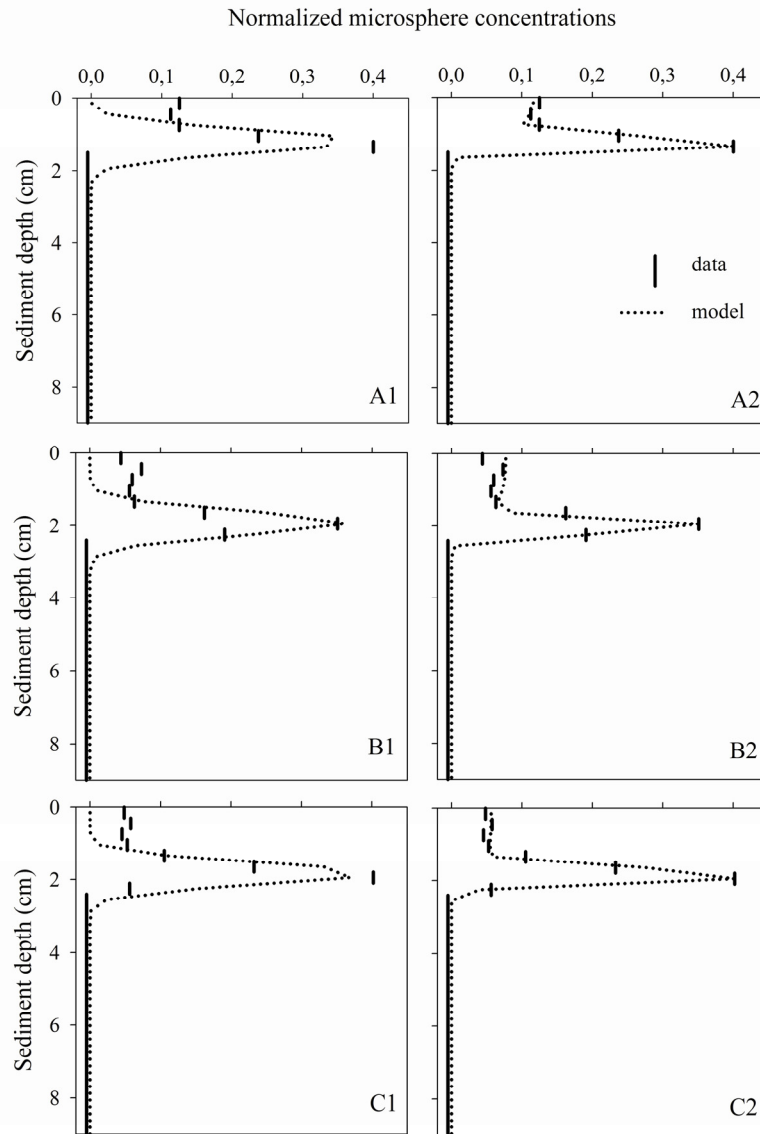 Normalized microsphere concentrations
0,0 0,1 0,2 0,3 0,4 0,0 0,1 0,2 0,3 0,4
0
2
4
6
8
Sediment depth (cm)
A1
data
model
A2
0
2
4
6
8
Sediment depth (cm)
B1
B2
0
2
4
6
8
Sediment depth (cm)
C1
C2